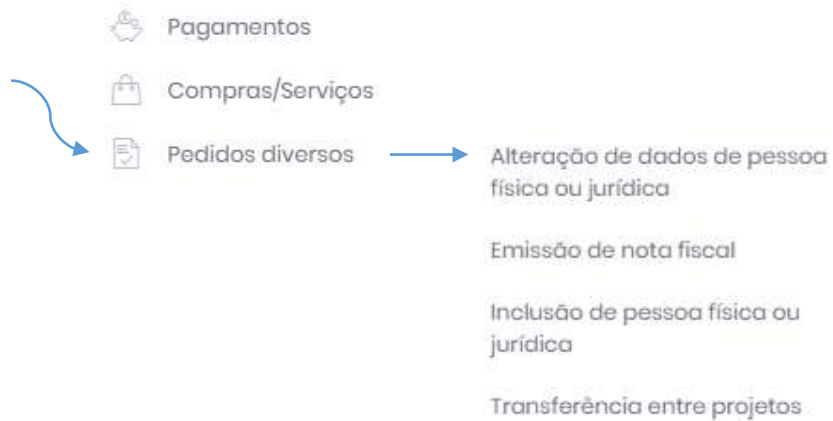 Pagamentos
Compras/Serviços
Pedidos diversos
Alteração de dados de pessoa
física ou jurídica
Emissão de nota fiscal
Inclusão de pessoa física ou
jurídica
Transferência entre projetos